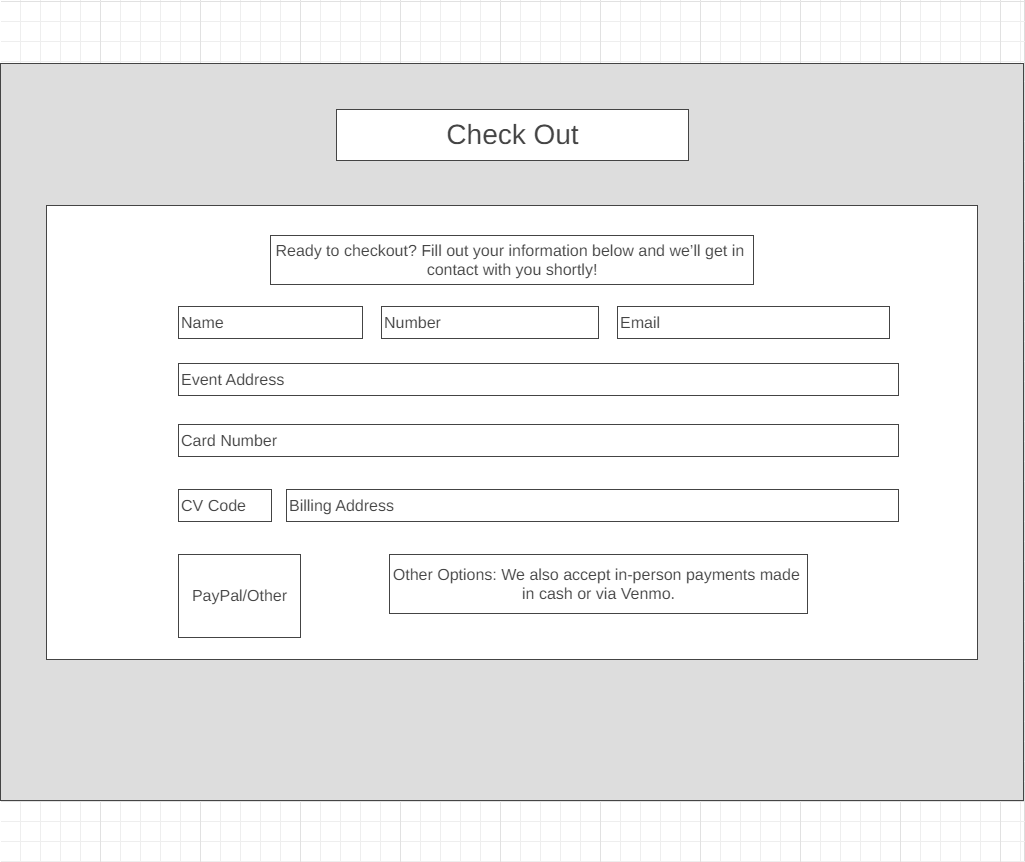 Check Out
Ready to checkout? Fill out your information below and we'll get in
contact with you shortly!
Name
Number
Email
Event Address
Card Number
CV Code
Billing Address
PayPal/Other
Other Options: We also accept in-person payments made
in cash or via Venmo.